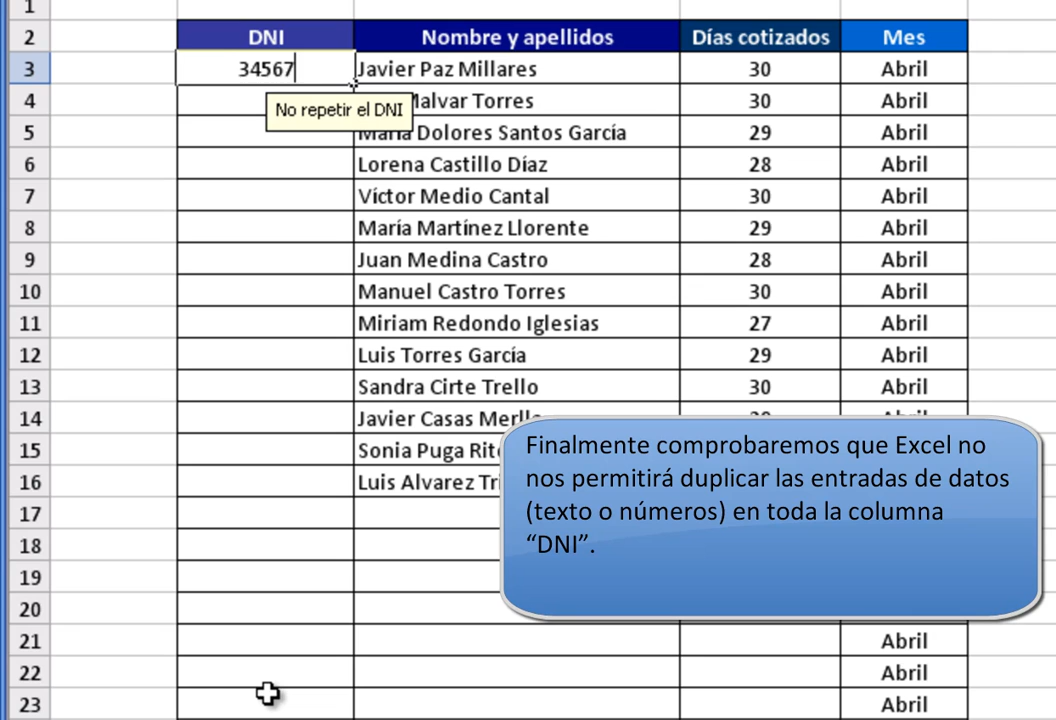 1
2 DNI Nombre y apellidos Días cotizados Mes
3 34567 Javier Paz Millares 30 Abril
4 Malvar Torres 30 Abril
No repetir el DNI
5 María Dolores Santos García 29 Abril
6 Lorena Castillo Díaz 28 Abril
7 Víctor Medio Cantal 30 Abril
8 María Martínez Llorente 29 Abril
9 Juan Medina Castro 28 Abril
10 Manuel Castro Torres 30 Abril
11 Miriam Redondo Iglesias 27 Abril
12 Luis Torres García 29 Abril
13 Sandra Cirte Trello 30 Abril
14 Javier Casas
15 Sonia Puga
16 Luis Alvarez
Finalmente comprobaremos que Excel no
nos permitirá duplicar las entradas de datos
(texto o números) en toda la columna
“DNI”.
17
18
19
20
21 Abril
22 Abril
23 Abril